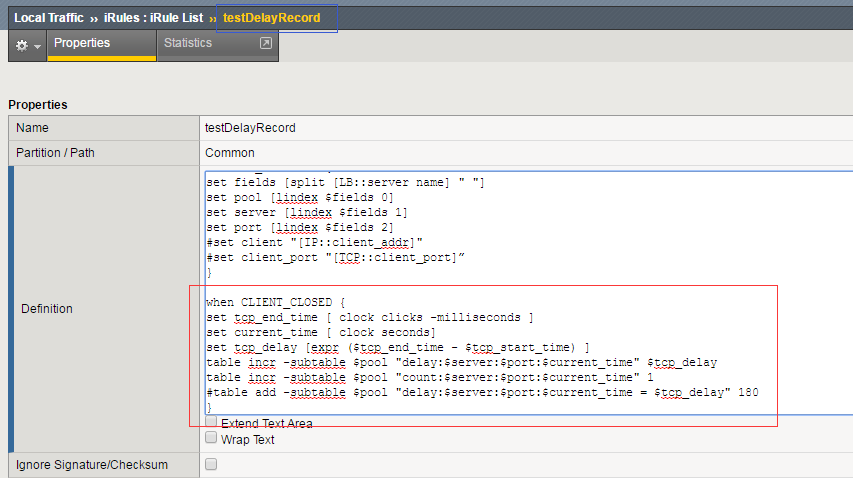 Local Traffic ›› iRules : iRule List ›› testDelayRecord
Properties
Statistics
Properties
Name
testDelayRecord
Partition / Path
Common
Definition
set fields [split [LB::server name] " "]
set pool [lindex $fields 0]
set server [lindex $fields 1]
set port [lindex $fields 2]
#set client "[IP::client_addr]"
#set client_port "[TCP::client_port]”
}
when CLIENT_CLOSED {
set tcp_end_time [ clock clicks -milliseconds ]
set current_time [ clock seconds]
set tcp_delay [expr ($tcp_end_time - $tcp_start_time) ]
table incr -subtable $pool "delay:$server:$port:$current_time" $tcp_delay
table incr -subtable $pool "count:$server:$port:$current_time" 1
#table add -subtable $pool "delay:$server:$port:$current_time = $tcp_delay" 180
}
Extend Text Area
Wrap Text
Ignore Signature/Checksum